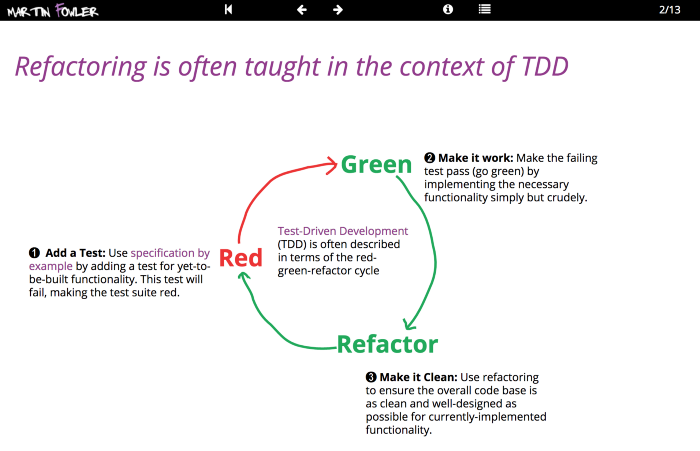 MARTIN FOWLER
2/13
Refactoring is often taught in the context of TDD
Green
❷ Make it work: Make the failing
test pass (go green) by
implementing the necessary
functionality simply but crudely.
Test-Driven Development
(TDD) is often described
in terms of the red-
green-refactor cycle
❶ Add a Test: Use specification by
example by adding a test for yet-to-
be-built functionality. This test will
fail, making the test suite red.
Red
Refactor
❸ Make it Clean: Use refactoring
to ensure the overall code base is
as clean and well-designed as
possible for currently-implemented
functionality.